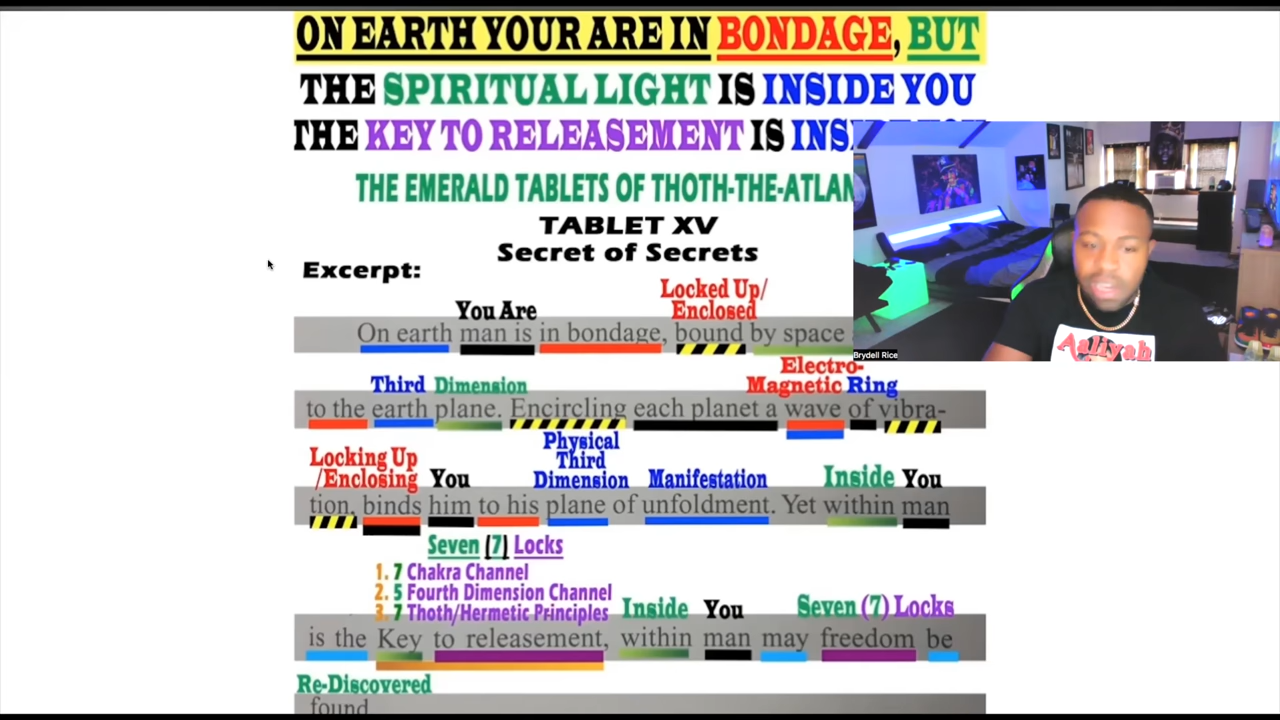 ON EARTH YOUR ARE IN BONDAGE, BUT
THE SPIRITUAL LIGHT IS INSIDE YOU
THE KEY TO RELEASEMENT IS
THE EMERALD TABLETS OF THOTH-THE-ATLAN
TABLET XV
Secret of Secrets
Excerpt:
You Are
Locked Up/
Enclosed
On earth man is in bondage, bound by space
Third Dimension
Electro-
Magnetic Ring
to the earth plane. Encircling each planet a wave of vibra-
Locking Up
/Enclosing
You
Physical
Third
Dimension
Manifestation
Inside You
tion, binds him to his plane of unfoldment. Yet within man
Seven (7) Locks
1. 7 Chakra Channel
2. 5 Fourth Dimension Channel
3. 7 Thoth/Hermetic Principles
Inside You
Seven (7) Locks
is the Key to releasement, within man may freedom be
Re-Discovered
found
Brydell Rice
Aaliyah